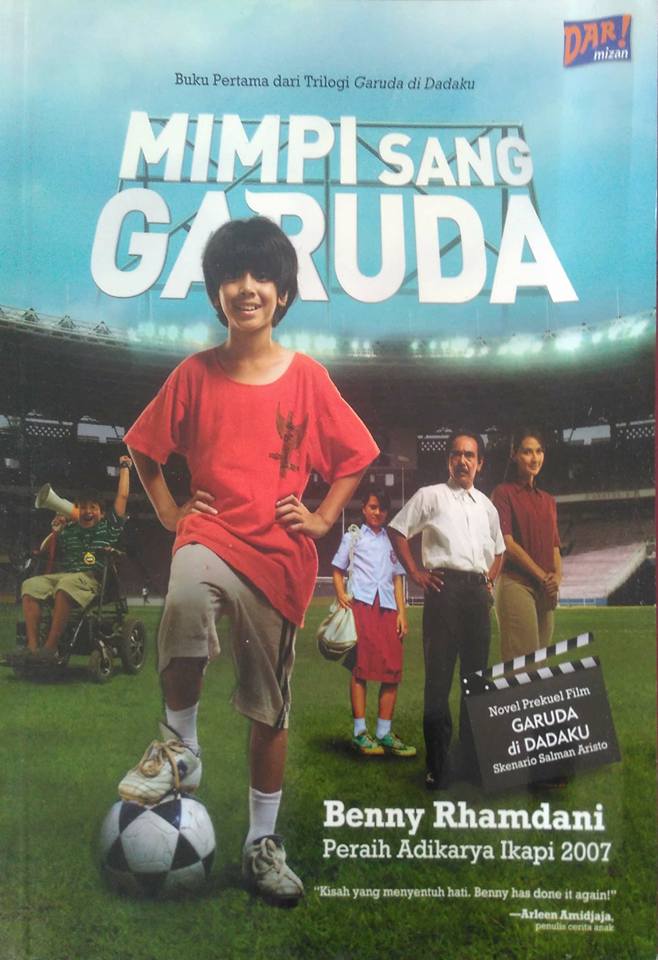 DAR!
mizan
Buku Pertama dari Trilogi Garuda di Dadaku
MIMPI SANG
GARUDA
Novel Prekuel Film
GARUDA
di DADAKU
Skenario Salman Aristo
Benny Rhamdani
Peraih Adikarya Ikapi 2007
"Kisah yang menyentuh hati. Benny has done it again!"
—Arleen Amidjaja,
penulis cerita anak